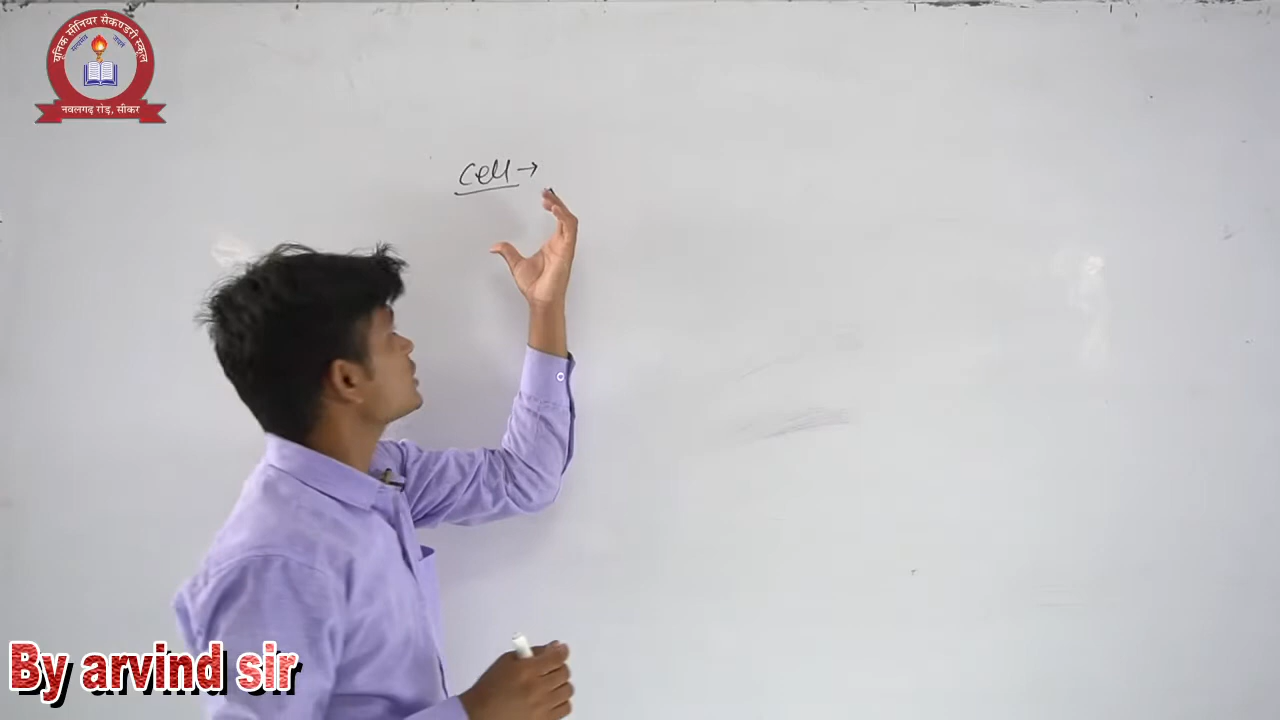 यूनिक सीनियर सैकण्डरी स्कूल
नवलगढ़ रोड़, सीकर
Cell →
By arvind sir